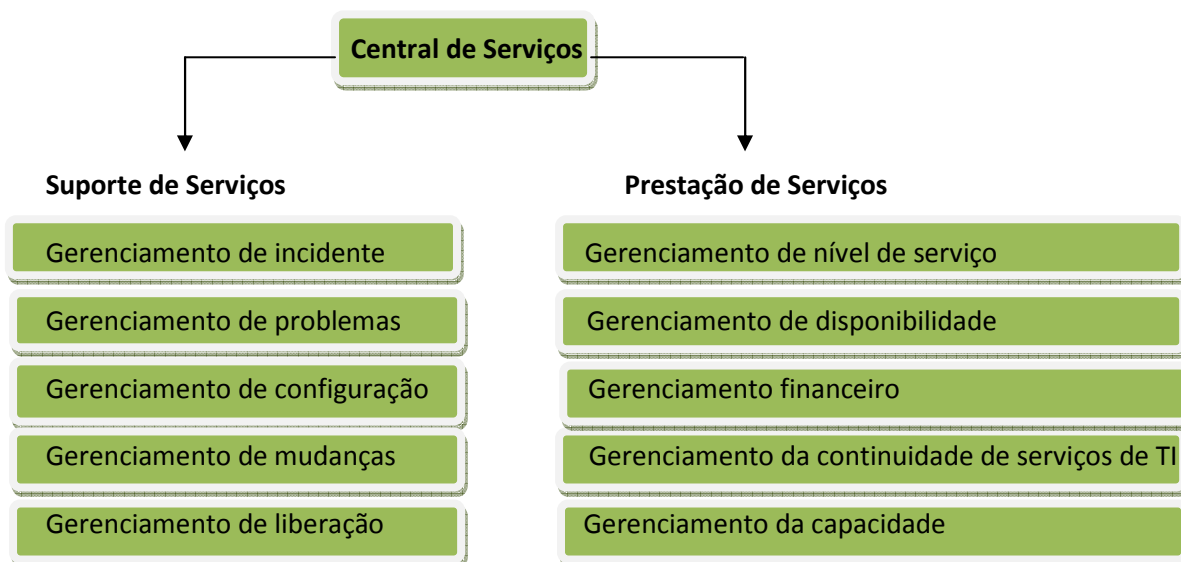 Central de Serviços
Suporte de Serviços
Gerenciamento de incidente
Gerenciamento de problemas
Gerenciamento de configuração
Gerenciamento de mudanças
Gerenciamento de liberação
Prestação de Serviços
Gerenciamento de nível de serviço
Gerenciamento de disponibilidade
Gerenciamento financeiro
Gerenciamento da continuidade de serviços de TI
Gerenciamento da capacidade